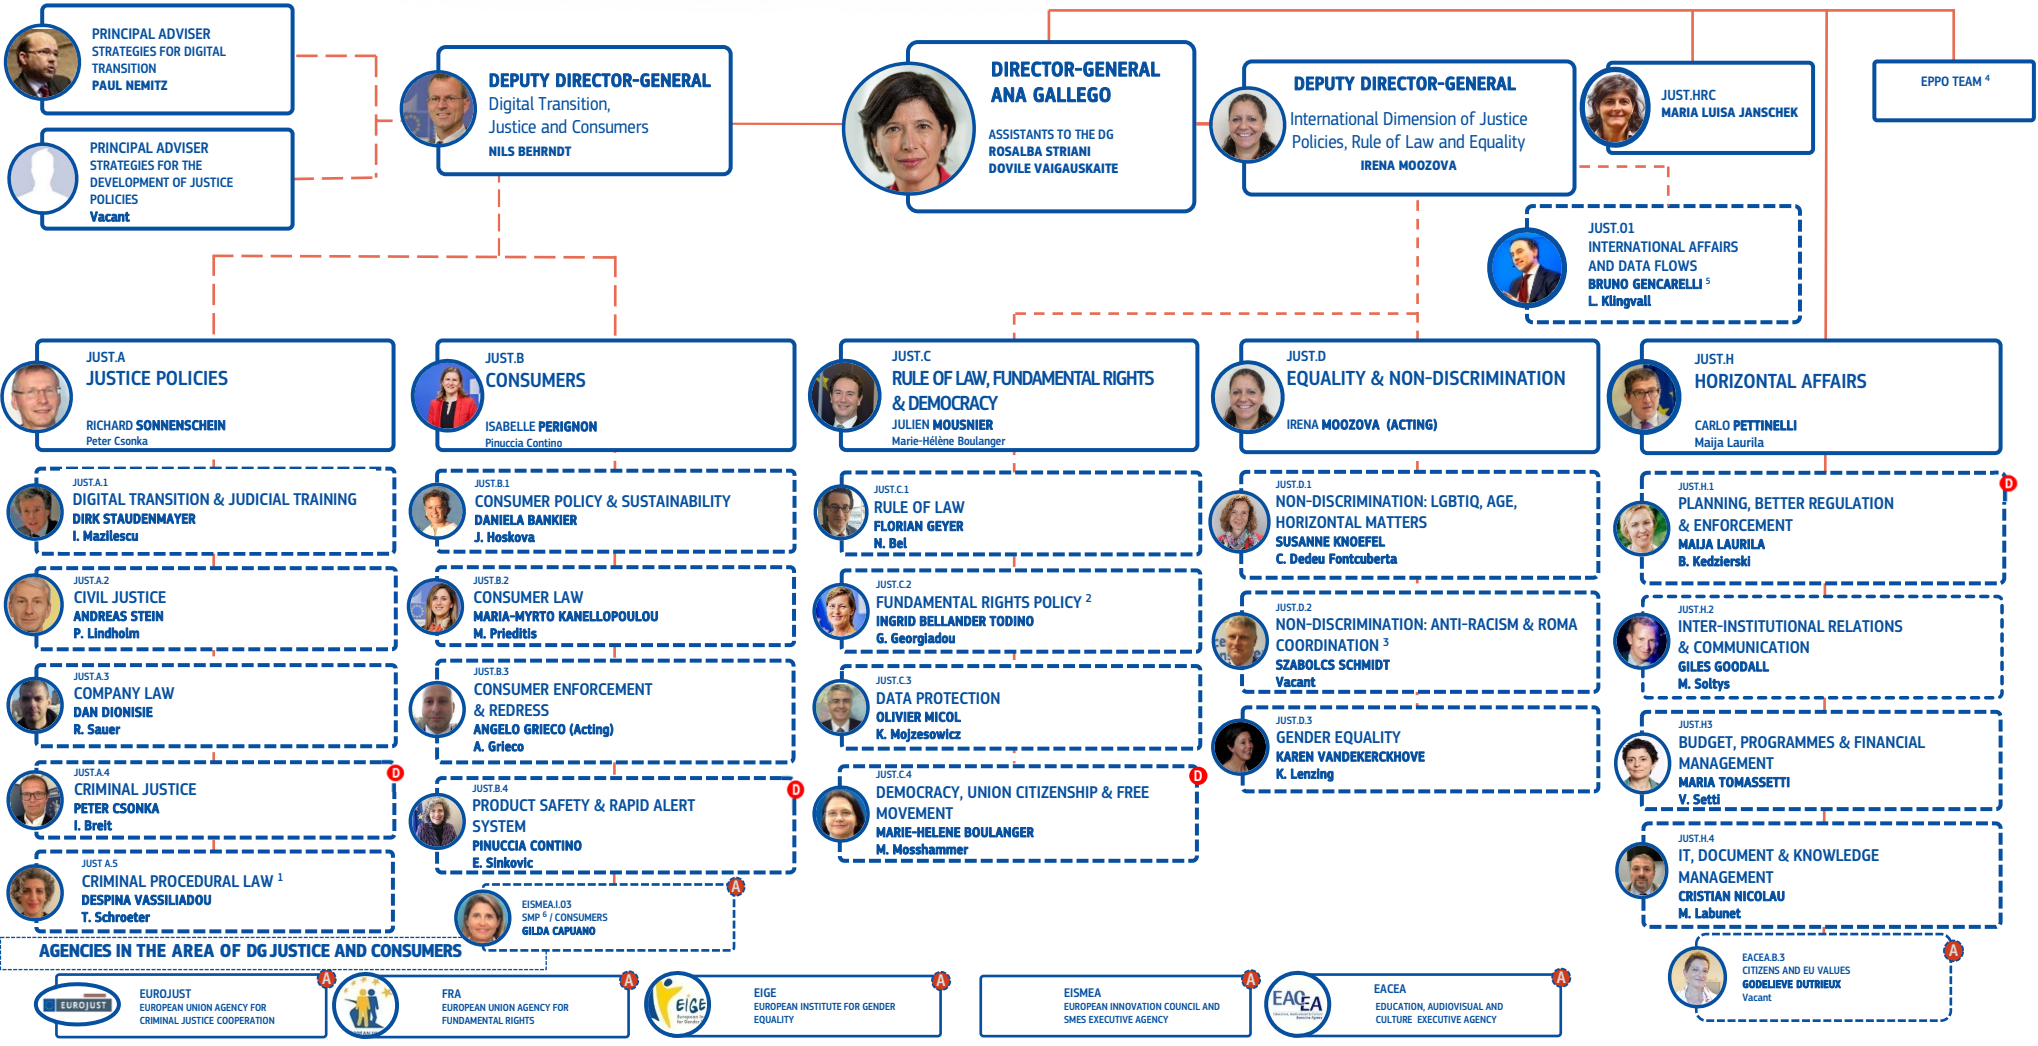 PRINCIPAL ADVISER
STRATEGIES FOR DIGITAL
TRANSITION
PAUL NEMITZ
PRINCIPAL ADVISER
STRATEGIES FOR THE
DEVELOPMENT OF JUSTICE
POLICIES
Vacant
DEPUTY DIRECTOR-GENERAL
Digital Transition,
Justice and Consumers
NILS BEHRNDT
DIRECTOR-GENERAL
ANA GALLEGO
ASSISTANTS TO THE DG
ROSALBA STRIANI
DOVILE VAIGAUSKAITE
DEPUTY DIRECTOR-GENERAL
International Dimension of Justice
Policies, Rule of Law and Equality
IRENA MOOZOVA
JUST.HRC
MARIA LUISA JANSCHEK
EPPO TEAM 4
JUST.01
INTERNATIONAL AFFAIRS
AND DATA FLOWS
BRUNO GENCARELLI 5
L. Klingvall
JUST.A
JUSTICE POLICIES
RICHARD SONNENSCHEIN
Peter Csonka
JUST.A.1
DIGITAL TRANSITION & JUDICIAL TRAINING
DIRK STAUDENMAYER
I. Mazilescu
JUST.A.2
CIVIL JUSTICE
ANDREAS STEIN
P. Lindholm
JUST.A.3
COMPANY LAW
DAN DIONISIE
R. Sauer
JUST.A.4
CRIMINAL JUSTICE
PETER CSONKA
I. Breit
D
JUST A.5
CRIMINAL PROCEDURAL LAW 1
DESPINA VASSILIADOU
T. Schroeter
JUST.B
CONSUMERS
ISABELLE PERIGNON
Pinuccia Contino
JUST.B.1
CONSUMER POLICY & SUSTAINABILITY
DANIELA BANKIER
J. Hoskova
JUST.B.2
CONSUMER LAW
MARIA-MYRTO KANELLOPOULOU
M. Prieditis
JUST.B.3
CONSUMER ENFORCEMENT
& REDRESS
ANGELO GRIECO (Acting)
A. Grieco
JUST.B.4
PRODUCT SAFETY & RAPID ALERT
SYSTEM
PINUCCIA CONTINO
E. Sinkovic
D
EISMEA.I.03
SMP 6 / CONSUMERS
GILDA CAPUANO
A
JUST.C
RULE OF LAW, FUNDAMENTAL RIGHTS
& DEMOCRACY
JULIEN MOUSNIER
Marie-Hélène Boulanger
JUST.C.1
RULE OF LAW
FLORIAN GEYER
N. Bel
JUST.C.2
FUNDAMENTAL RIGHTS POLICY 2
INGRID BELLANDER TODINO
G. Georgiadou
JUST.C.3
DATA PROTECTION
OLIVIER MICOL
K. Mojzesowicz
JUST.C.4
DEMOCRACY, UNION CITIZENSHIP & FREE
MOVEMENT
MARIE-HELENE BOULANGER
M. Mosshammer
D
JUST.D
EQUALITY & NON-DISCRIMINATION
IRENA MOOZOVA (ACTING)
JUST.D.1
NON-DISCRIMINATION: LGBTIQ, AGE,
HORIZONTAL MATTERS
SUSANNE KNOEFEL
C. Dedeu Fontcuberta
JUST.D.2
NON-DISCRIMINATION: ANTI-RACISM & ROMA
COORDINATION 3
SZABOLCS SCHMIDT
Vacant
JUST.D.3
GENDER EQUALITY
KAREN VANDEKERCKHOVE
K. Lenzing
JUST.H
HORIZONTAL AFFAIRS
CARLO PETTINELLI
Maija Laurila
JUST.H.1
PLANNING, BETTER REGULATION
& ENFORCEMENT
MAIJA LAURILA
B. Kedzierski
D
JUST.H.2
INTER-INSTITUTIONAL RELATIONS
& COMMUNICATION
GILES GOODALL
M. Soltys
JUST.H3
BUDGET, PROGRAMMES & FINANCIAL
MANAGEMENT
MARIA TOMASSETTI
V. Setti
JUST.H.4
IT, DOCUMENT & KNOWLEDGE
MANAGEMENT
CRISTIAN NICOLAU
M. Labunet
EACEA.B.3
CITIZENS AND EU VALUES
GODELIEVE DUTRIEUX
Vacant
A
AGENCIES IN THE AREA OF DG JUSTICE AND CONSUMERS
EUROJUST
EUROJUST
EUROPEAN UNION AGENCY FOR
CRIMINAL JUSTICE COOPERATION
A
FRA
EUROPEAN UNION AGENCY FOR
FUNDAMENTAL RIGHTS
A
EIGE
EIGE
EUROPEAN INSTITUTE FOR GENDER
EQUALITY
A
EISMEA
EUROPEAN INNOVATION COUNCIL AND
SMES EXECUTIVE AGENCY
A
EACEA
EACEA
EDUCATION, AUDIOVISUAL AND
CULTURE EXECUTIVE AGENCY
A